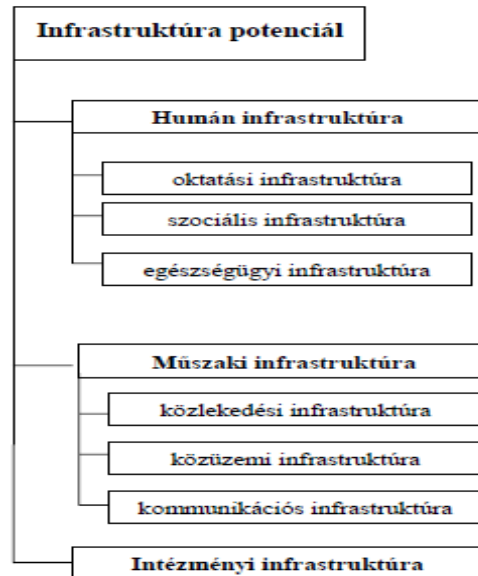 Infrastruktúra potenciál
Humán infrastruktúra
oktatási infrastruktúra
szociális infrastruktúra
egészségügyi infrastruktúra
Műszaki infrastruktúra
közlekedési infrastruktúra
közüzemi infrastruktúra
kommunikációs infrastruktúra
Intézményi infrastruktúra